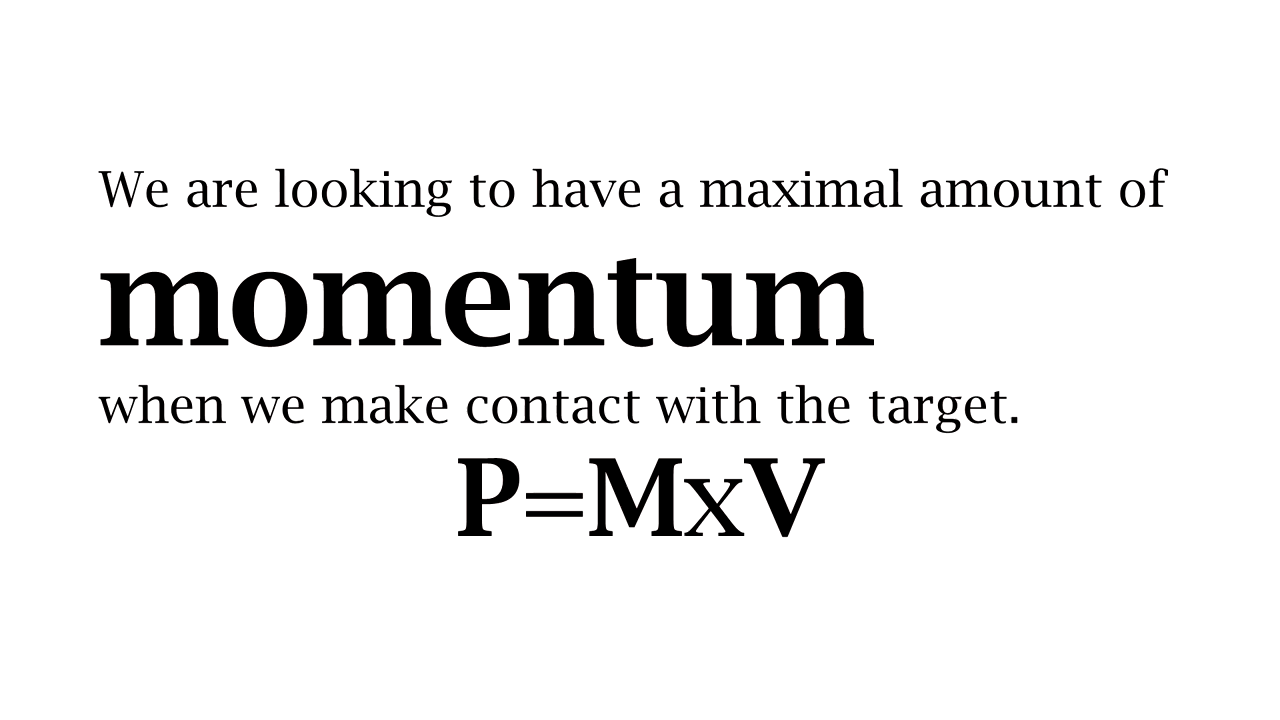 We are looking to have a maximal amount of
momentum
when we make contact with the target.
P=MxV